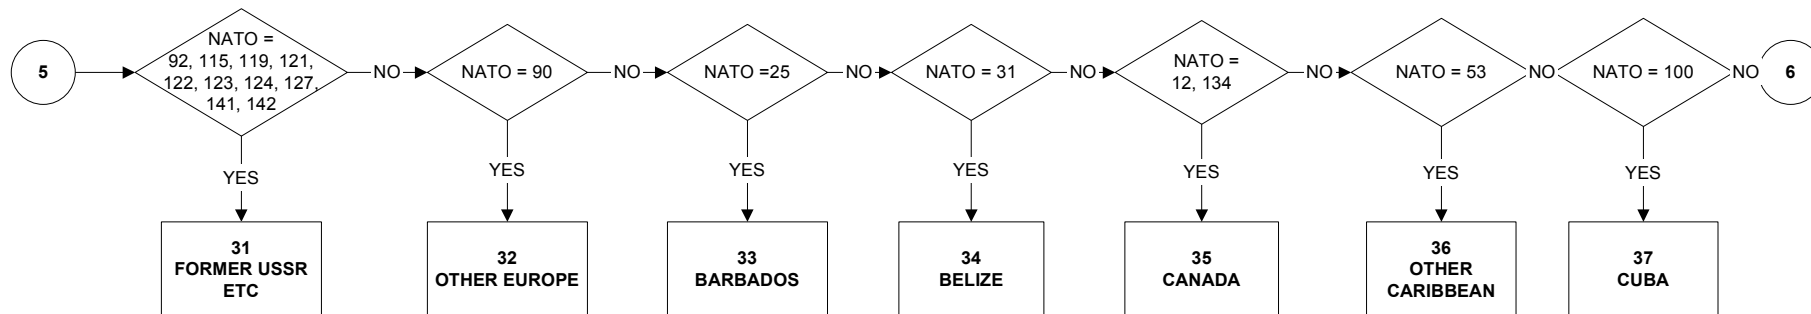 5
NATO =
92, 115, 119, 121,
122, 123, 124, 127,
141, 142
NO
NATO = 90
NO
NATO =25
NO
NATO = 31
NO
NATO =
12, 134
NO
NATO = 53
NO
NATO = 100
NO
6
YES
YES
YES
YES
YES
YES
YES
31
FORMER USSR
ETC
32
OTHER EUROPE
33
BARBADOS
34
BELIZE
35
CANADA
36
OTHER
CARIBBEAN
37
CUBA